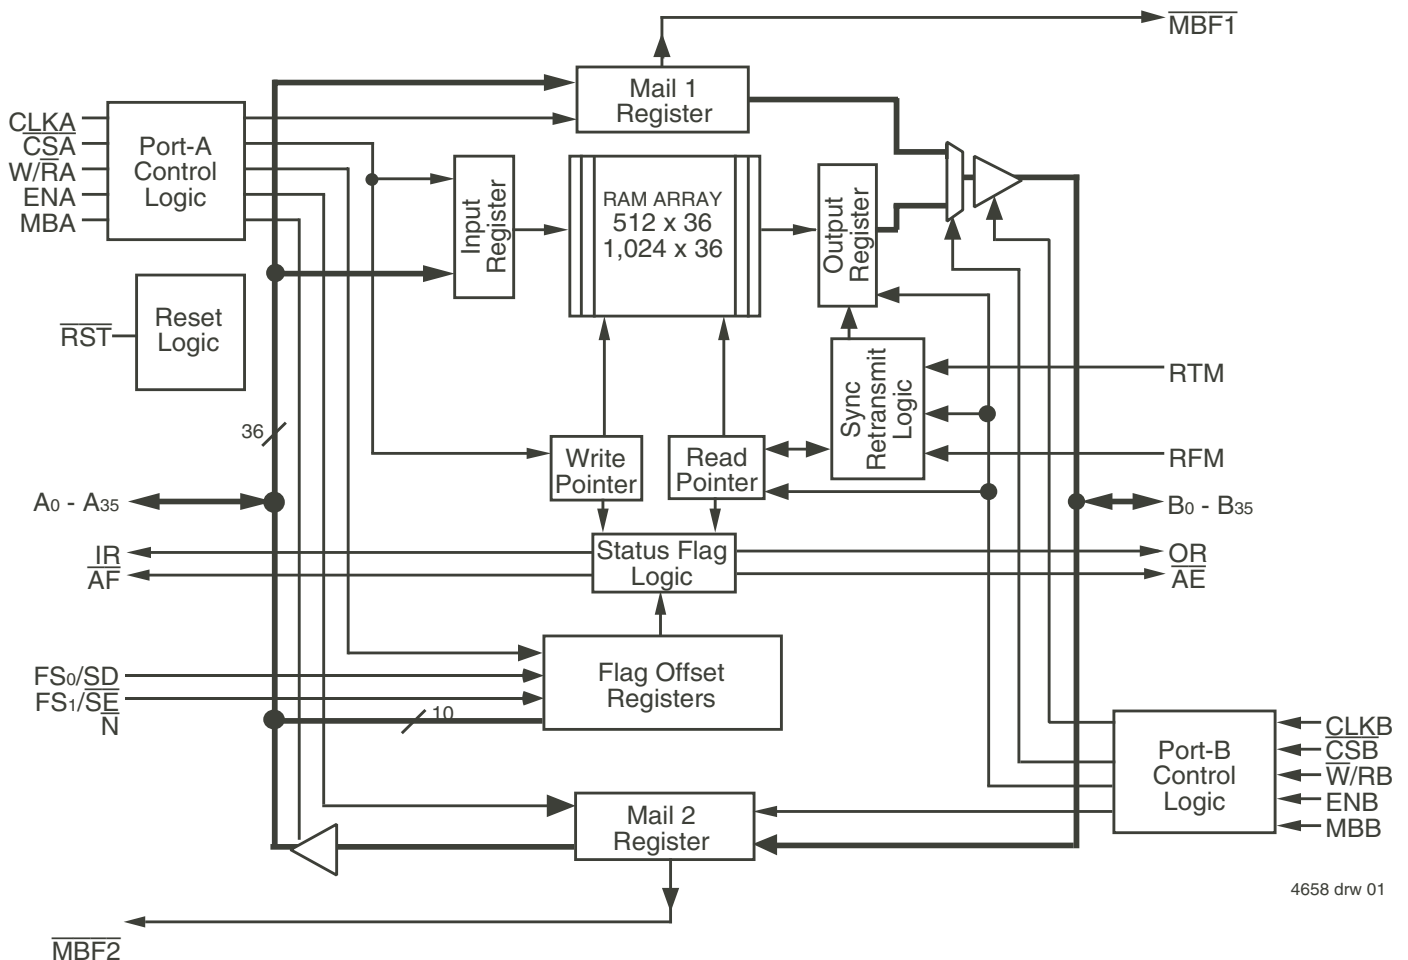 MBF1
Mail 1
Register
CLKA
CSA
W/RA
ENA
MBA
Port-A
Control
Logic
Input
Register
RAM ARRAY
512 x 36
1,024 x 36
Output
Register
RST
Reset
Logic
Sync
Retransmit
Logic
RTM
RFM
36
Write
Pointer
Read
Pointer
A0 - A35
B0 - B35
IR
AF
Status Flag
Logic
OR
AE
FS0/SD
FS1/SE
N
Flag Offset
Registers
10
Port-B
Control
Logic
CLKB
CSB
W/RB
ENB
MBB
Mail 2
Register
4658 drw 01
MBF2